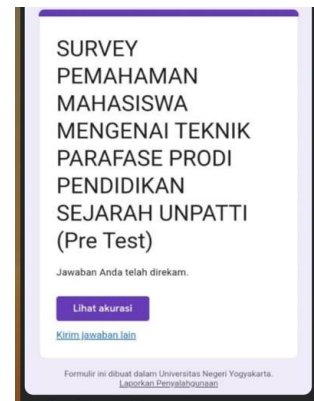 SURVEY
PEMAHAMAN
MAHASISWA
MENGENAI TEKNIK
PARAFASE PRODI
PENDIDIKAN
SEJARAH UNPATTI
(Pre Test)
Jawaban Anda telah direkam.
Lihat akurasi
Kirim jawaban lain
Formulir ini dibuat dalam Universitas Negeri Yogyakarta.
Laporkan Penyalahgunaan